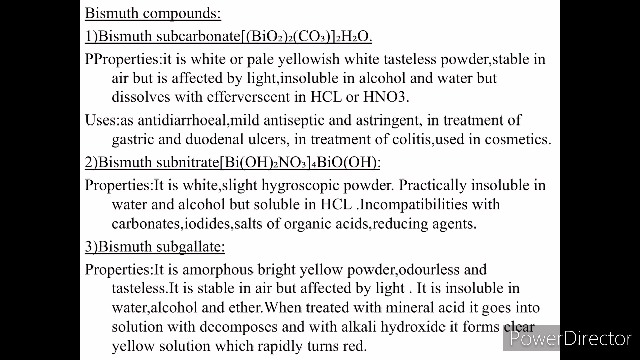 Bismuth compounds:
1)Bismuth subcarbonate[(BiO₂)₂(CO₃)]₂H₂O.
PProperties:it is white or pale yellowish white tasteless powder,stable in
air but is affected by light,insoluble in alcohol and water but
dissolves with efferverscent in HCL or HNO3.
Uses:as antidiarrhoeal,mild antiseptic and astringent, in treatment of
gastric and duodenal ulcers, in treatment of colitis,used in cosmetics.
2)Bismuth subnitrate[Bi(OH)₂NO₃]₄BiO(OH):
Properties:It is white,slight hygroscopic powder. Practically insoluble in
water and alcohol but soluble in HCL .Incompatibilities with
carbonates,iodides,salts of organic acids,reducing agents.
3)Bismuth subgallate:
Properties:It is amorphous bright yellow powder,odourless and
tasteless.It is stable in air but affected by light . It is insoluble in
water,alcohol and ether.When treated with mineral acid it goes into
solution with decomposes and with alkali hydroxide it forms clear
yellow solution which rapidly turns red.
PowerDirector